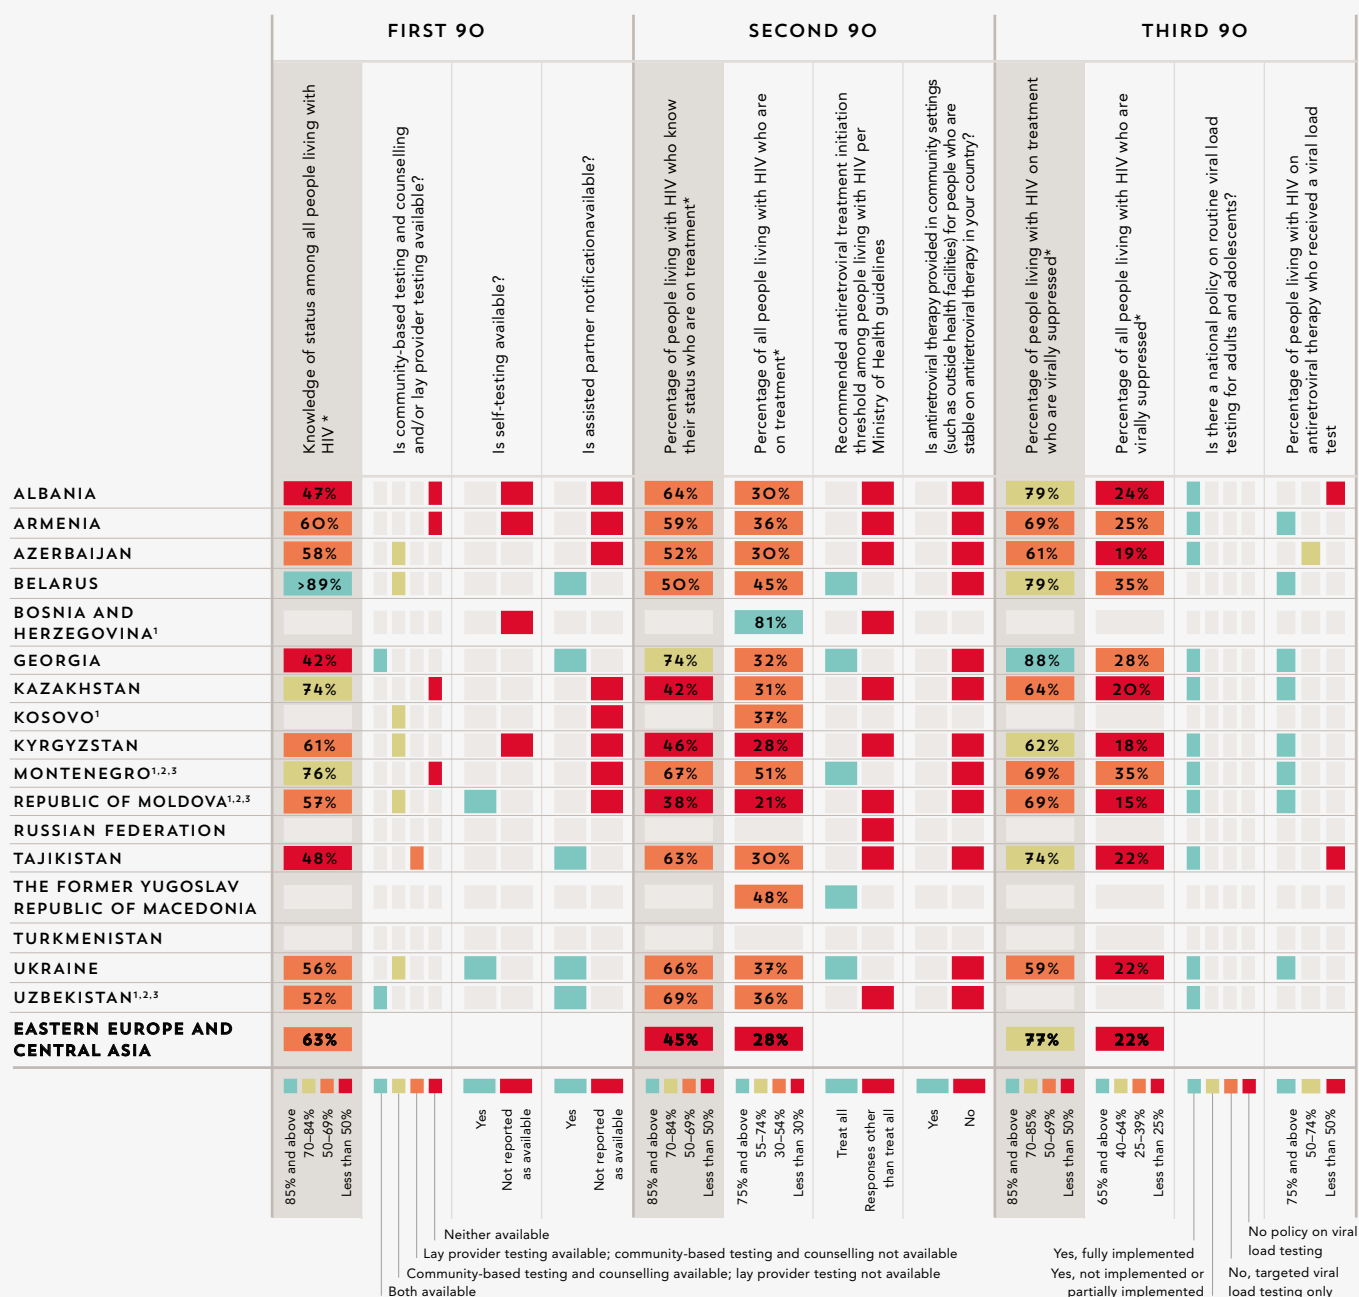 FIRST 90
SECOND 90
THIRD 90
Knowledge of status among all people living with
HIV *
Is community-based testing and counselling
and/or lay provider testing available?
Is self-testing available?
Is assisted partner notificationavailable?
Percentage of people living with HIV who know
their status who are on treatment*
Percentage of all people living with HIV who are
on treatment*
Recommended antiretroviral treatment initiation
threshold among people living with HIV per
Ministry of Health guidelines
Is antiretroviral therapy provided in community settings
(such as outside health facilities) for people who are
stable on antiretroviral therapy in your country?
Percentage of people living with HIV on treatment
who are virally suppressed*
Percentage of all people living with HIV who are
virally suppressed*
Is there a national policy on routine viral load
testing for adults and adolescents?
Percentage of people living with HIV on
antiretroviral therapy who received a viral load
test
ALBANIA 47% 64% 30% 79% 24%
ARMENIA 60% 59% 36% 69% 25%
AZERBAIJAN 58% 52% 30% 61% 19%
BELARUS >89% 50% 45% 79% 35%
BOSNIA AND
HERZEGOVINA¹ 81%
GEORGIA 42% 74% 32% 88% 28%
KAZAKHSTAN 74% 42% 31% 64% 20%
KOSOVO¹ 37%
KYRGYZSTAN 61% 46% 28% 62% 18%
MONTENEGRO¹,²,³ 76% 67% 51% 69% 35%
REPUBLIC OF MOLDOVA¹,²,³ 57% 38% 21% 69% 15%
RUSSIAN FEDERATION
TAJIKISTAN 48% 63% 30% 74% 22%
THE FORMER YUGOSLAV
REPUBLIC OF MACEDONIA 48%
TURKMENISTAN
UKRAINE 56% 66% 37% 59% 22%
UZBEKISTAN¹,²,³ 52% 69% 36%
EASTERN EUROPE AND
CENTRAL ASIA 63% 45% 28% 77% 22%
85% and above
70–84%
50–69%
Less than 50%
Yes
Not reported
as available
Yes
Not reported
as available
85% and above
70–84%
50–69%
Less than 50%
75% and above
55–74%
30–54%
Less than 30%
Treat all
Responses other
than treat all
Yes
No
85% and above
70–85%
50–69%
Less than 50%
65% and above
40–64%
25–39%
Less than 25%
75% and above
50–74%
Less than 50%
Neither available
Lay provider testing available; community-based testing and counselling not available
Community-based testing and counselling available; lay provider testing not available
Both available
Yes, fully implemented
Yes, not implemented or
partially implemented
No policy on viral
load testing
No, targeted viral
load testing only